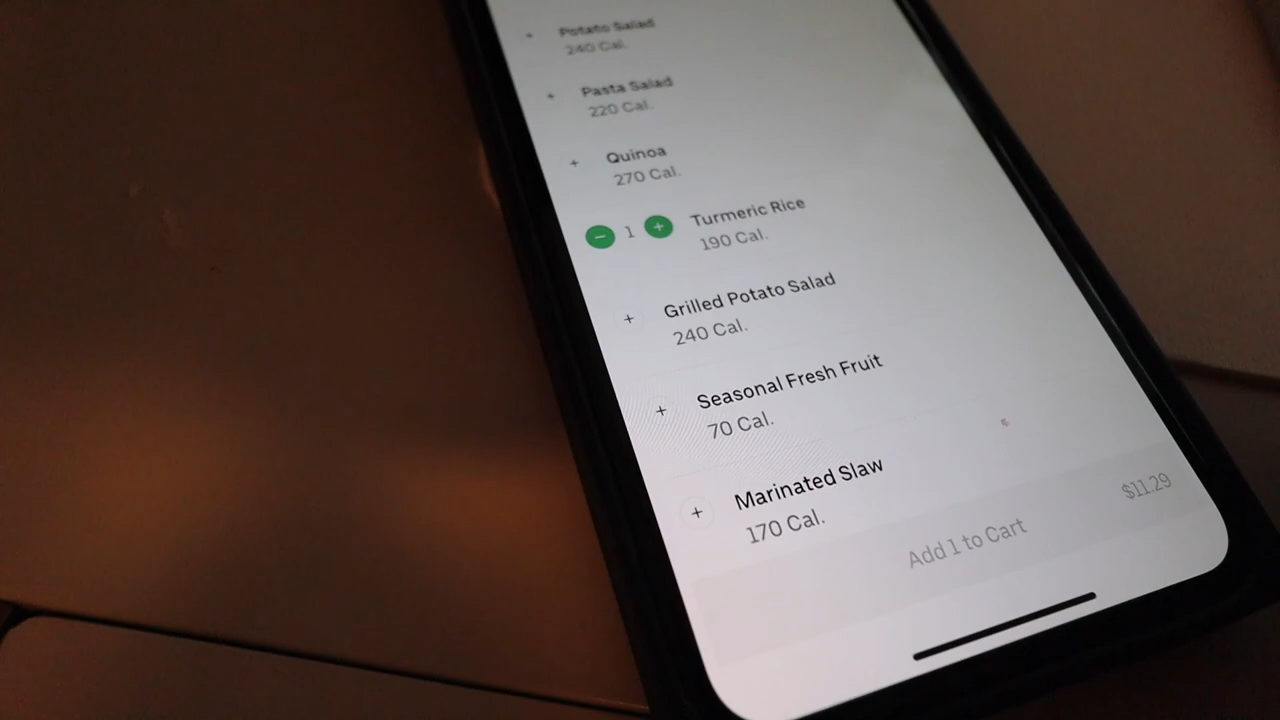 + Potato Salad
240 Cal.
+ Pasta Salad
220 Cal.
+ Quinoa
270 Cal.
− 1 + Turmeric Rice
190 Cal.
+ Grilled Potato Salad
240 Cal.
+ Seasonal Fresh Fruit
70 Cal.
+ Marinated Slaw
170 Cal.
Add 1 to Cart $11.29